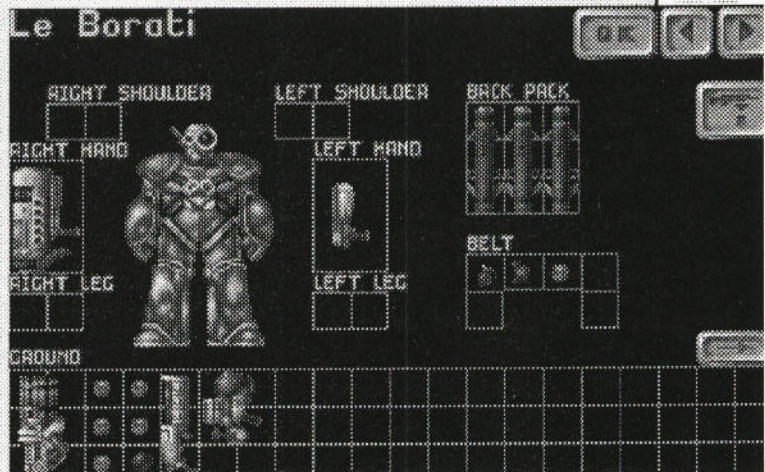 Le Borati
OK
RIGHT SHOULDER
LEFT SHOULDER
BACK PACK
RIGHT HAND
LEFT HAND
BELT
RIGHT LEG
LEFT LEG
GROUND